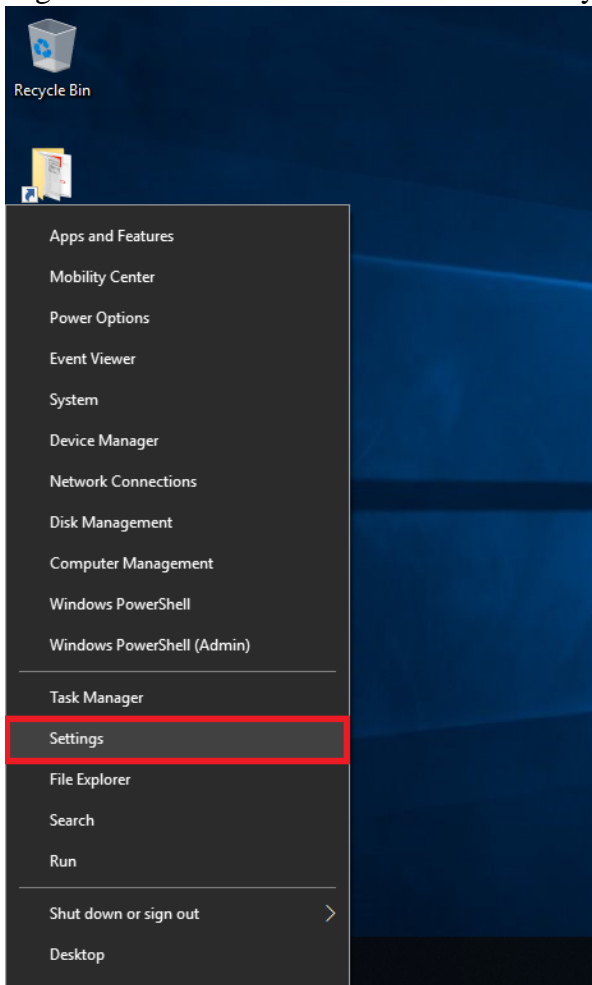 Recycle Bin
Apps and Features
Mobility Center
Power Options
Event Viewer
System
Device Manager
Network Connections
Disk Management
Computer Management
Windows PowerShell
Windows PowerShell (Admin)
Task Manager
Settings
File Explorer
Search
Run
Shut down or sign out
Desktop